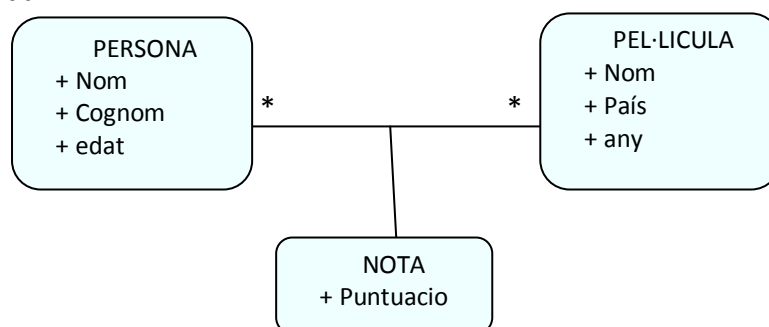 PERSONA
+ Nom
+ Cognom
+ edat
*
*
PEL·LICULA
+ Nom
+ País
+ any
NOTA
+ Puntuacio